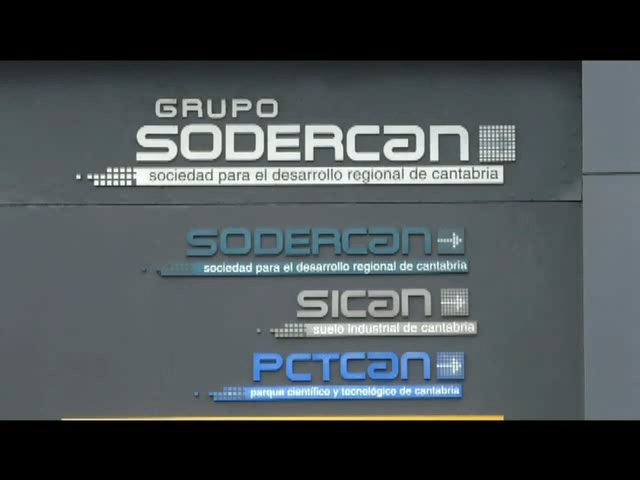 GRUPO
SODERCAN
sociedad para el desarrollo regional de cantabria
SODERCAN
sociedad para el desarrollo regional de cantabria
SICAN
suelo industrial de cantabria
PCTCAN
parque científico y tecnológico de cantabria